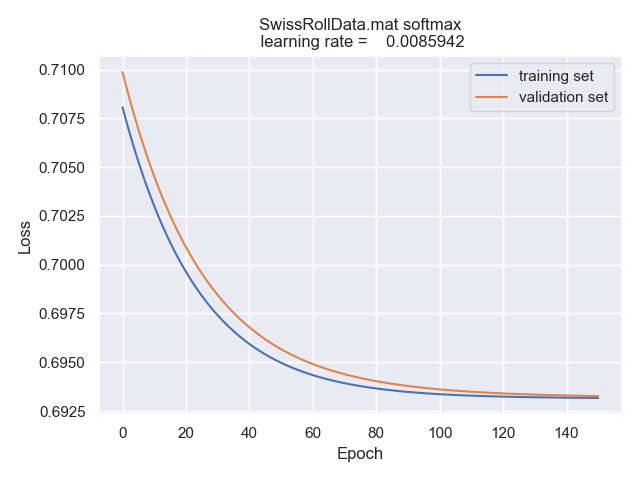 SwissRollData.mat softmax
learning rate = 0.0085942
training set
validation set
0.7100
0.7075
0.7050
0.7025
0.7000
0.6975
0.6950
0.6925
Loss
0 20 40 60 80 100 120 140
Epoch